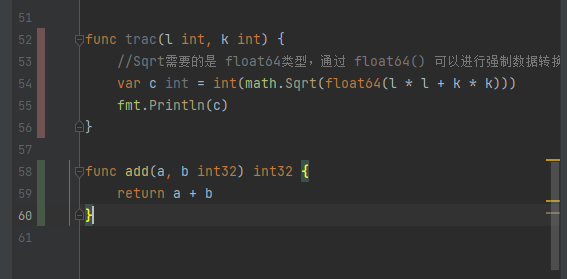 51
52 func trac(l int, k int) {
53 //Sqrt需要的是 float64类型，通过 float64() 可以进行强制数据转换
54 var c int = int(math.Sqrt(float64(l * l + k * k)))
55 fmt.Println(c)
56 }
57
58 func add(a, b int32) int32 {
59 return a + b
60 }
61